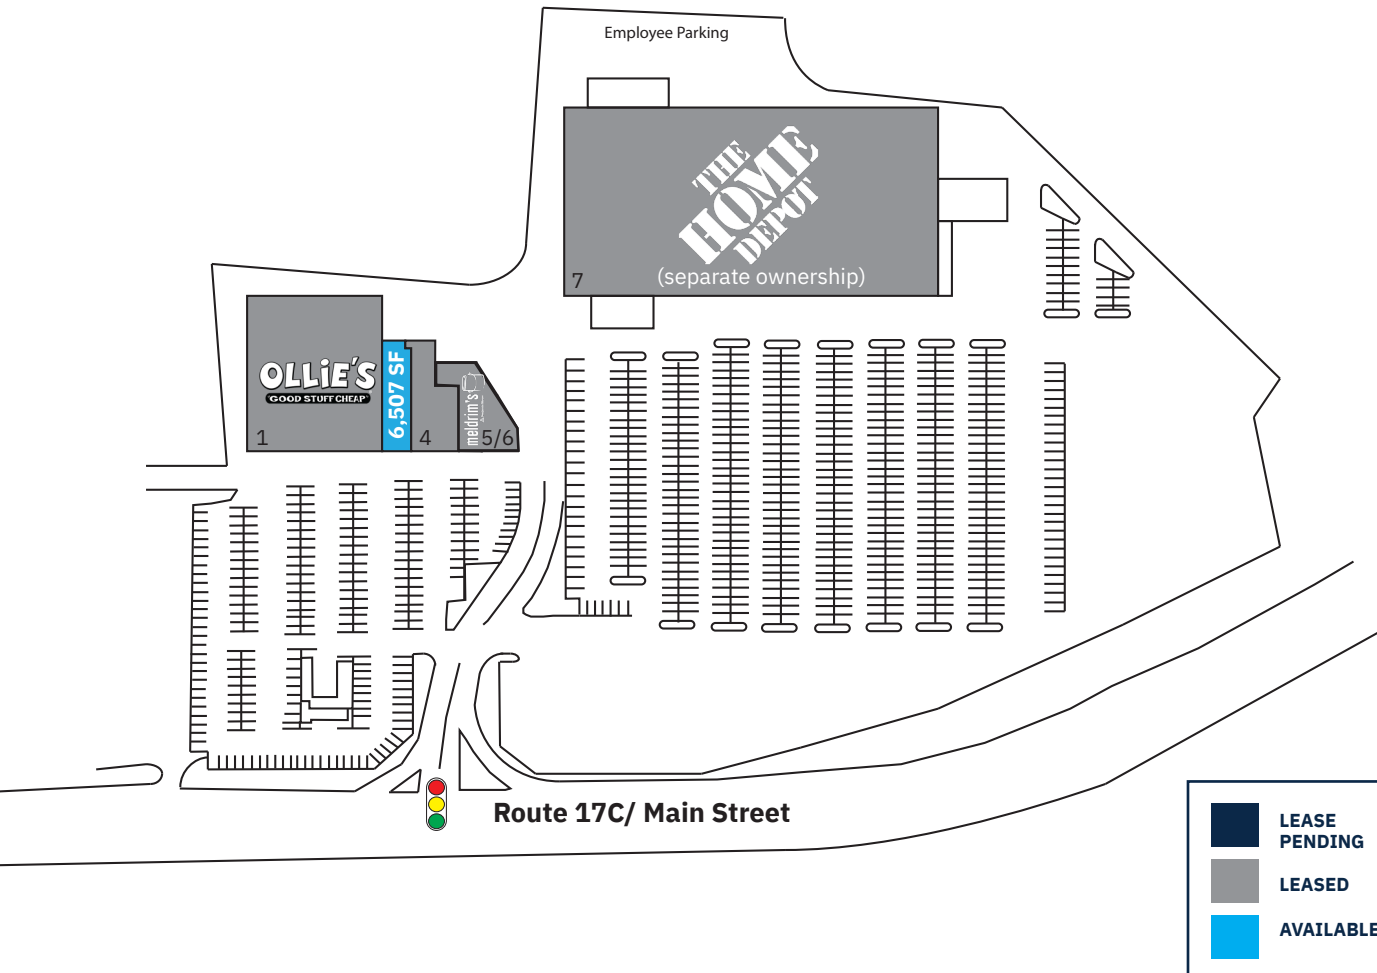 Employee Parking
THE
HOME
DEPOT
7
(separate ownership)
OLLiE'S
GOOD STUFF CHEAP
1
6,507 SF
4
meldrim's
5/6
Route 17C/ Main Street
LEASE
PENDING
LEASED
AVAILABLE